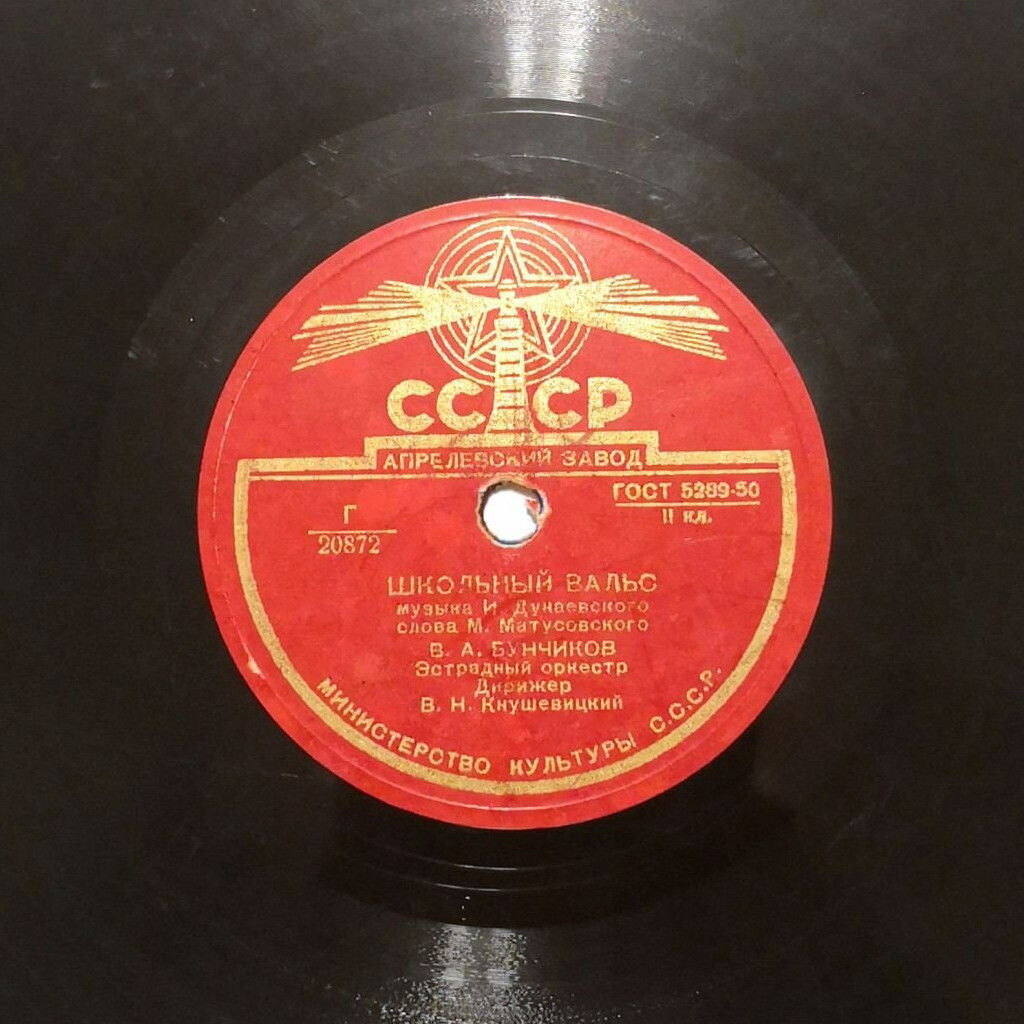 СССР
АПРЕЛЕВСКИЙ ЗАВОД
ГОСТ 5289-50
II кл.
Г
20872
ШКОЛЬНЫЙ ВАЛЬС
музыка И. Дунаевского
слова М. Матусовского
В. А. БУНЧИКОВ
Эстрадный оркестр
Дирижер
В. Н. Кнушевицкий
МИНИСТЕРСТВО КУЛЬТУРЫ С.С.С.Р.